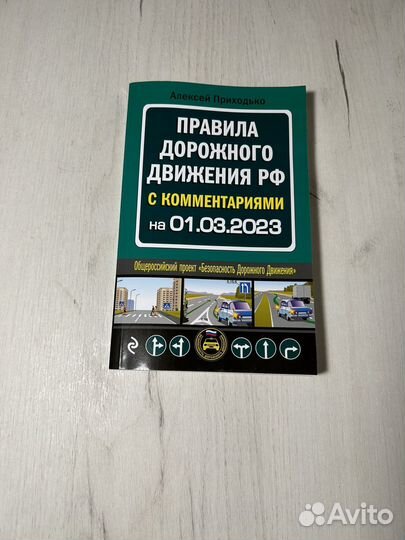 Алексей Приходько
ПРАВИЛА
ДОРОЖНОГО
ДВИЖЕНИЯ РФ
С КОММЕНТАРИЯМИ
на 01.03.2023
Общероссийский проект «Безопасность Дорожного Движения»
Avito